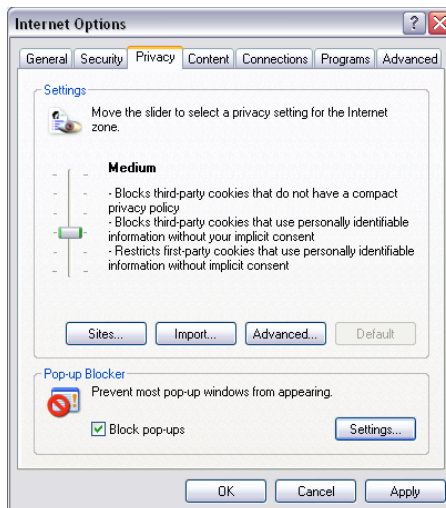 Internet Options
General Security Privacy Content Connections Programs Advanced
Settings
Move the slider to select a privacy setting for the Internet
zone.
Medium
- Blocks third-party cookies that do not have a compact
privacy policy
- Blocks third-party cookies that use personally identifiable
information without your implicit consent
- Restricts first-party cookies that use personally identifiable
information without implicit consent
Sites... Import... Advanced... Default
Pop-up Blocker
Prevent most pop-up windows from appearing.
Block pop-ups Settings...
OK Cancel Apply